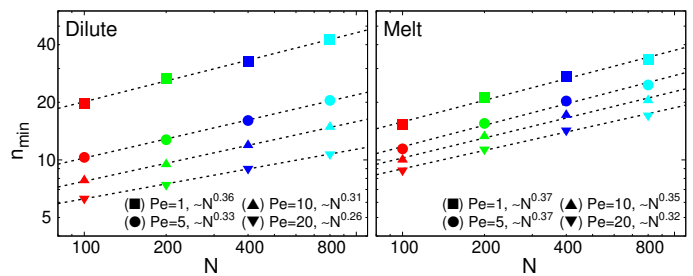 Dilute
Melt
40
20
10
5
n_min
(■) Pe=1, ~N^0.36 (▲) Pe=10, ~N^0.31
(●) Pe=5, ~N^0.33 (▼) Pe=20, ~N^0.26
(■) Pe=1, ~N^0.37 (▲) Pe=10, ~N^0.35
(●) Pe=5, ~N^0.37 (▼) Pe=20, ~N^0.32
100 200 400 800
100 200 400 800
N
N